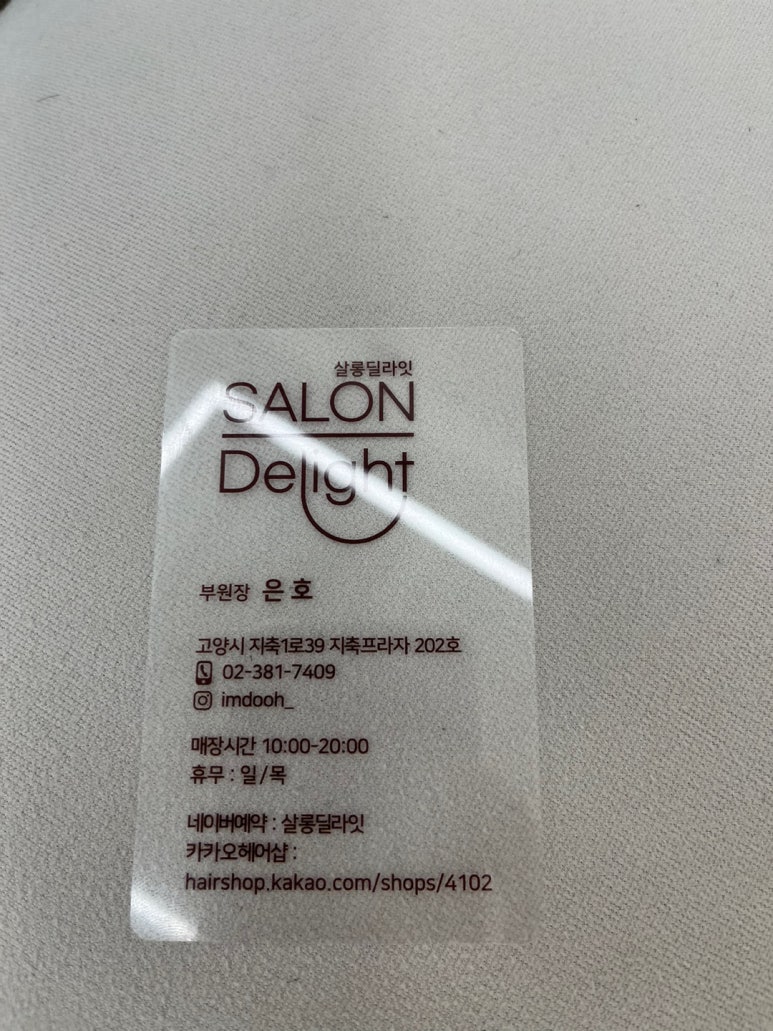 살롱딜라잇
SALON
Delight
부원장 은호
고양시 지축1로39 지축프라자 202호
02-381-7409
imdooh_
매장시간 10:00-20:00
휴무 : 일/목
네이버예약 : 살롱딜라잇
카카오헤어샵 :
hairshop.kakao.com/shops/4102